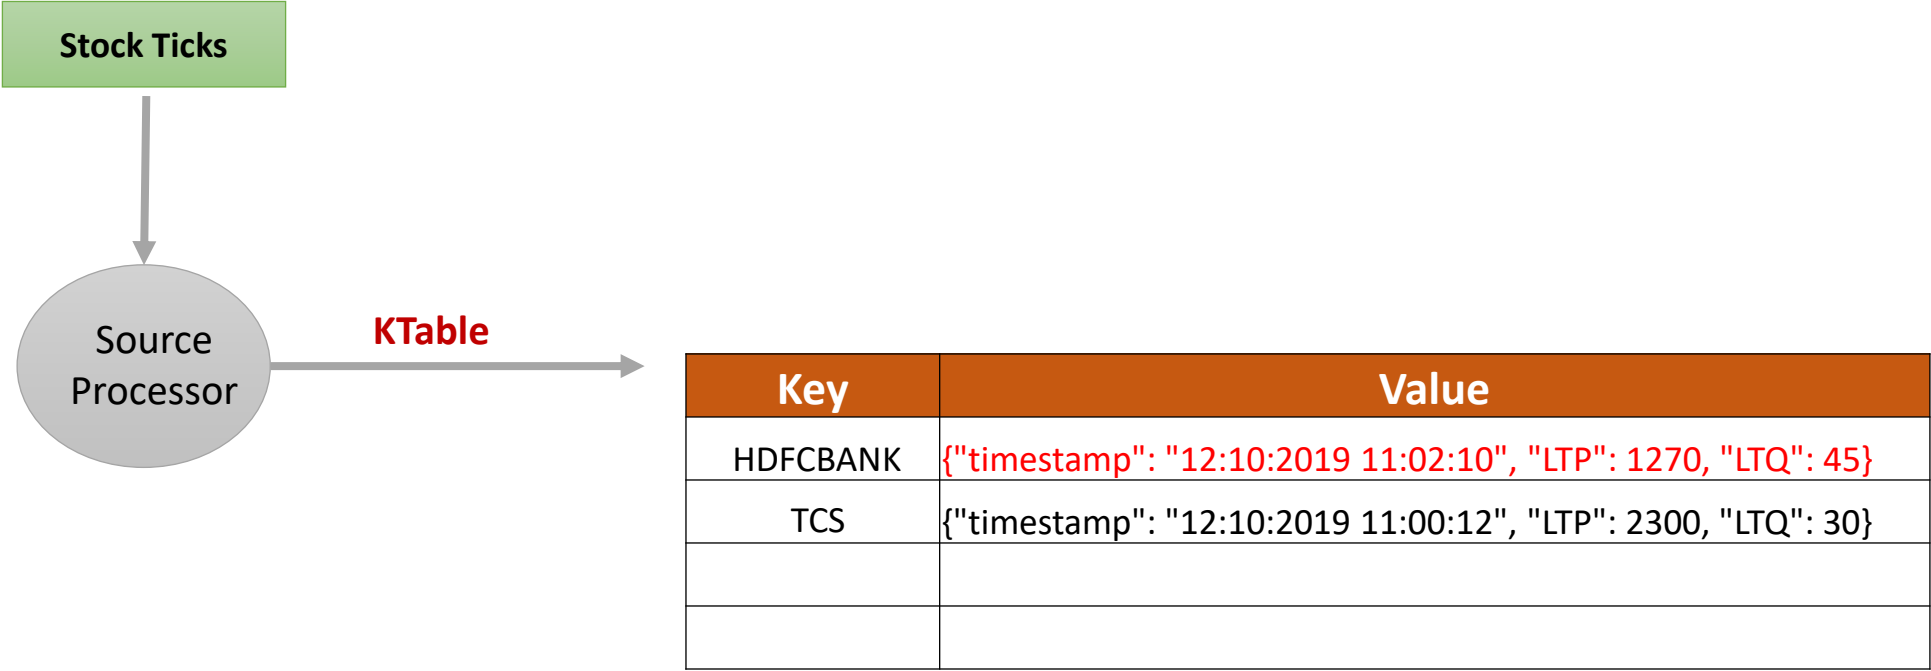 Stock Ticks
Source
Processor
KTable
Key Value
HDFCBANK {"timestamp": "12:10:2019 11:02:10", "LTP": 1270, "LTQ": 45}
TCS {"timestamp": "12:10:2019 11:00:12", "LTP": 2300, "LTQ": 30}